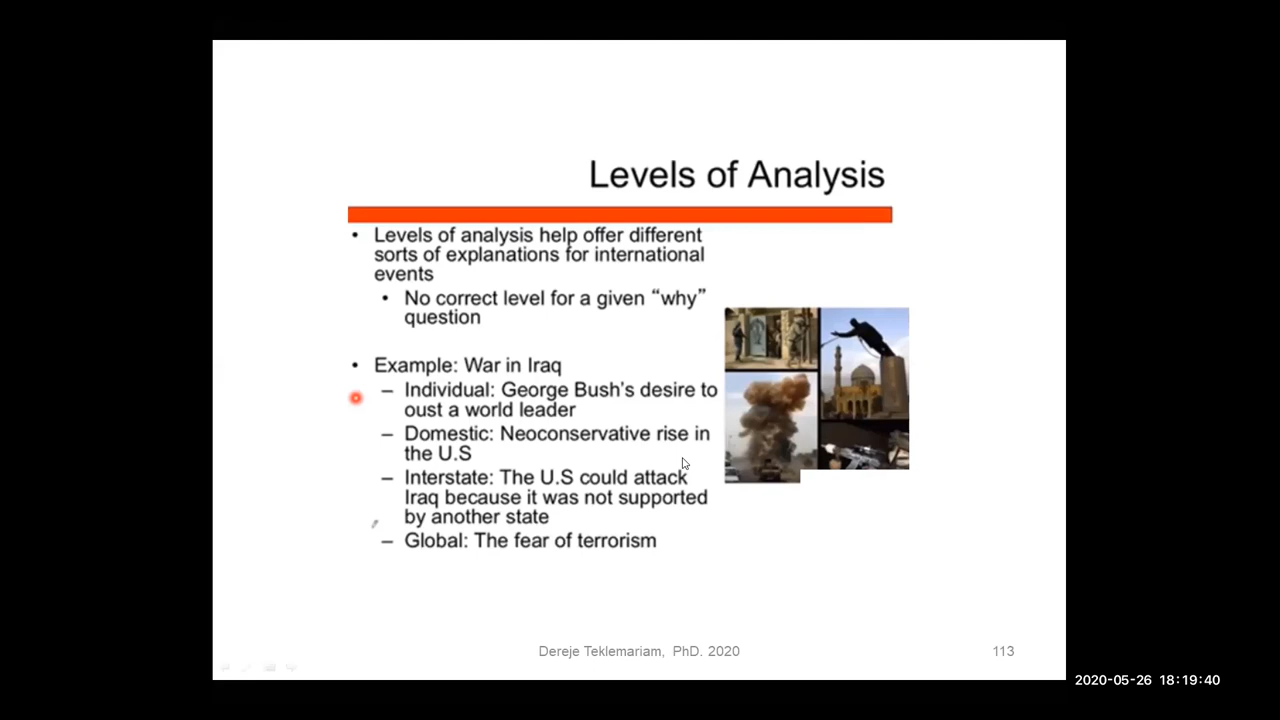 Levels of Analysis
• Levels of analysis help offer different
sorts of explanations for international
events
• No correct level for a given “why”
question
• Example: War in Iraq
– Individual: George Bush’s desire to
oust a world leader
– Domestic: Neoconservative rise in
the U.S
– Interstate: The U.S could attack
Iraq because it was not supported
by another state
– Global: The fear of terrorism
Dereje Teklemariam, PhD. 2020
113
2020-05-26 18:19:40